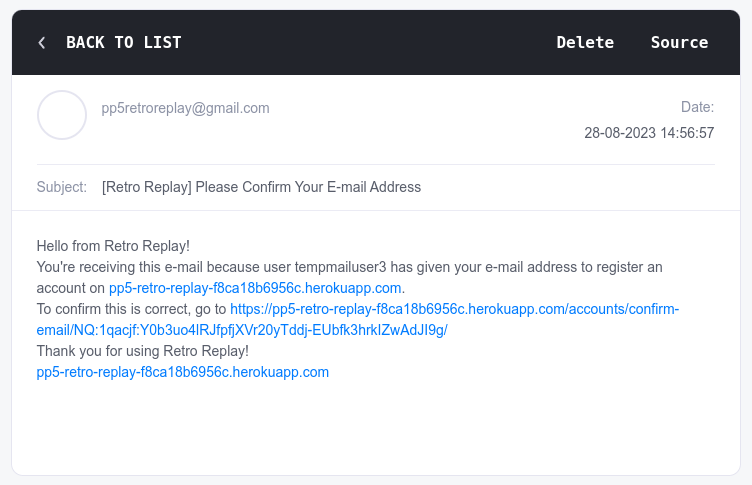 BACK TO LIST Delete Source
pp5retroreplay@gmail.com Date:
28-08-2023 14:56:57
Subject: [Retro Replay] Please Confirm Your E-mail Address
Hello from Retro Replay!
You're receiving this e-mail because user tempmailuser3 has given your e-mail address to register an
account on pp5-retro-replay-f8ca18b6956c.herokuapp.com.
To confirm this is correct, go to https://pp5-retro-replay-f8ca18b6956c.herokuapp.com/accounts/confirm-
email/NQ:1qacjf:Y0b3uo4lRJfpfjXVr20yTddj-EUbfk3hrkIZwAdJI9g/
Thank you for using Retro Replay!
pp5-retro-replay-f8ca18b6956c.herokuapp.com